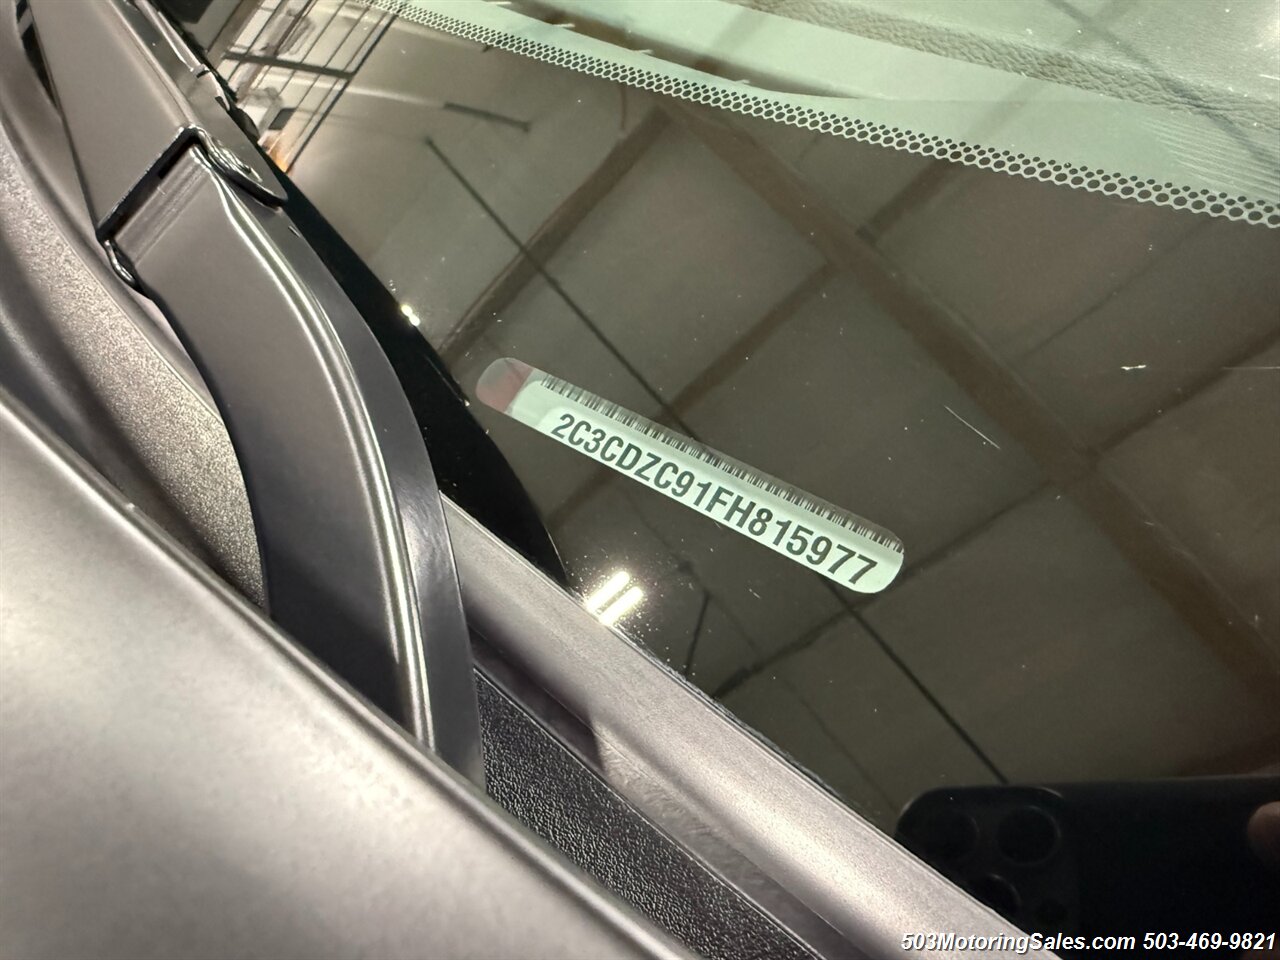 2C3CDZC91FH815977
503MotoringSales.com 503-469-9821